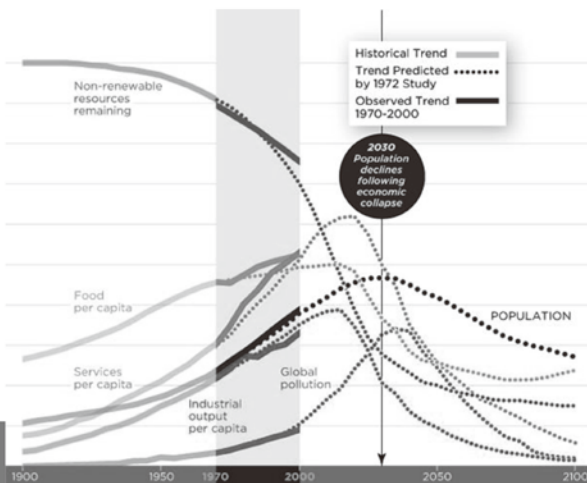 Historical Trend
Trend Predicted
by 1972 Study
Observed Trend
1970-2000
Non-renewable
resources
remaining
2030
Population
declines
following
economic
collapse
Food
per capita
POPULATION
Services
per capita
Global
pollution
Industrial
output
per capita
1900
1950
1970
2000
2050
2100